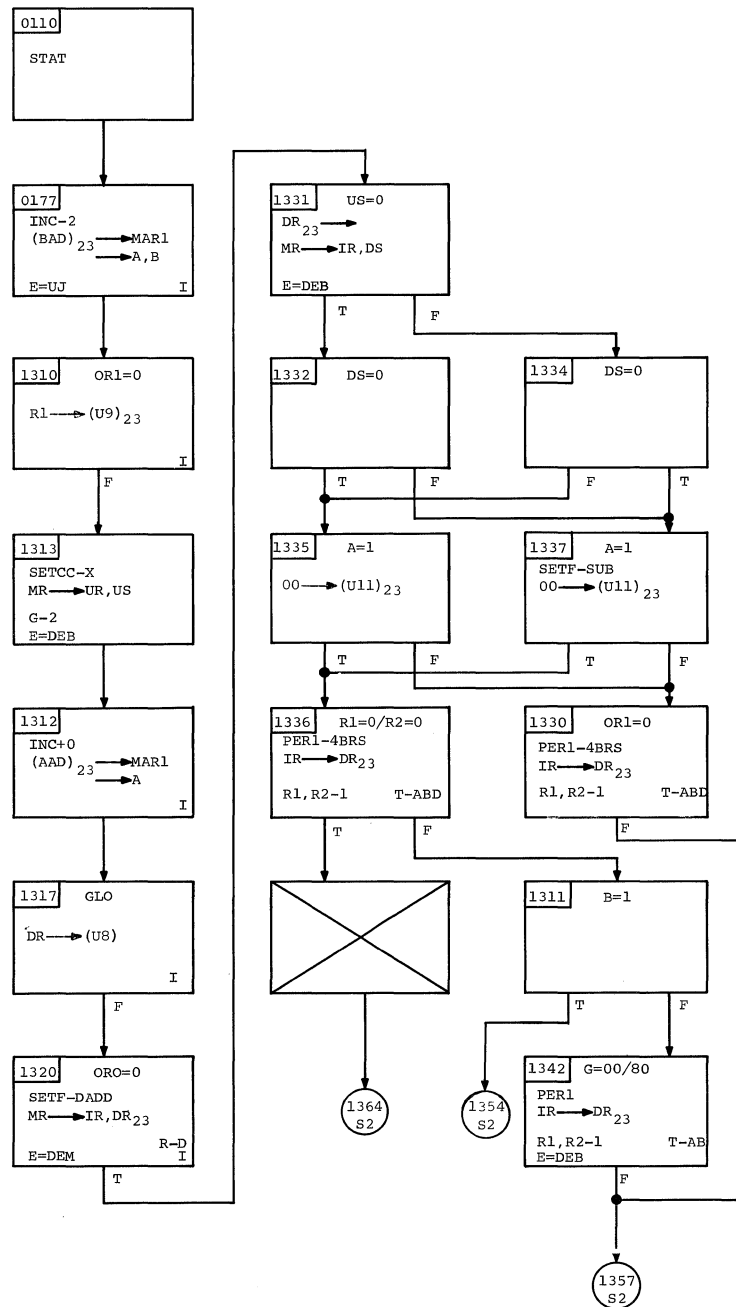 0110
STAT
0177
INC-2
(BAD)23 → MAR1
→ A,B
E=UJ I
1310 OR1=0
R1 → (U9)23
I
F
1313
SETCC-X
MR → UR,US
G-2
E=DEB
1312
INC+0
(AAD)23 → MAR1
→ A
I
1317 GLO
DR → (U8)
I
F
1320 ORO=0
SETF-DADD
MR → IR,DR23
R-D
E=DEM I
T
1331 US=0
DR23 →
MR → IR,DS
E=DEB
T F
1332 DS=0
T F
1334 DS=0
F T
1335 A=1
00 → (U11)23
T F
1337 A=1
SETF-SUB
00 → (U11)23
T F
1336 R1=0/R2=0
PER1-4BRS
IR → DR23
R1,R2-1 T-ABD
T F
1330 OR1=0
PER1-4BRS
IR → DR23
R1,R2-1 T-ABD
F
1311 B=1
T F
1364
S2
1354
S2
1342 G=00/80
PER1
IR → DR23
R1,R2-1 T-AB
E=DEB
F
1357
S2